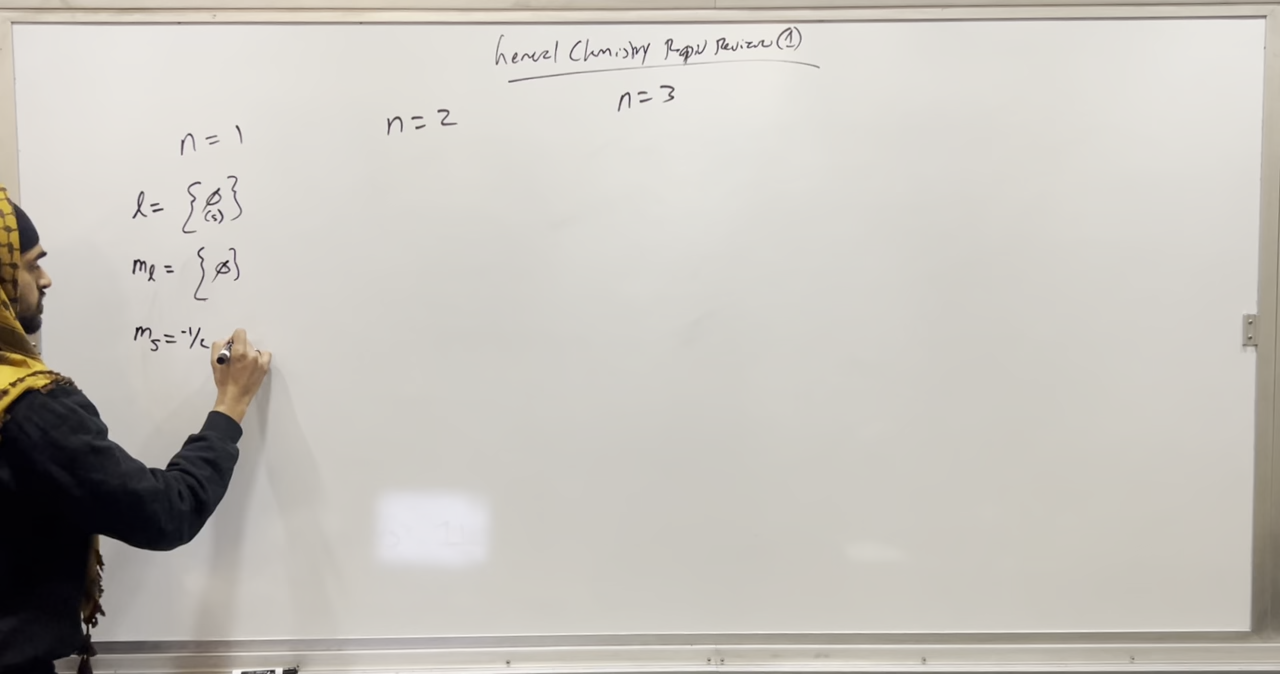 General Chemistry Rapid Review (1)
n = 1
n = 2
n = 3
l = {∅}
(s)
mℓ = {∅}
ms = -1/2